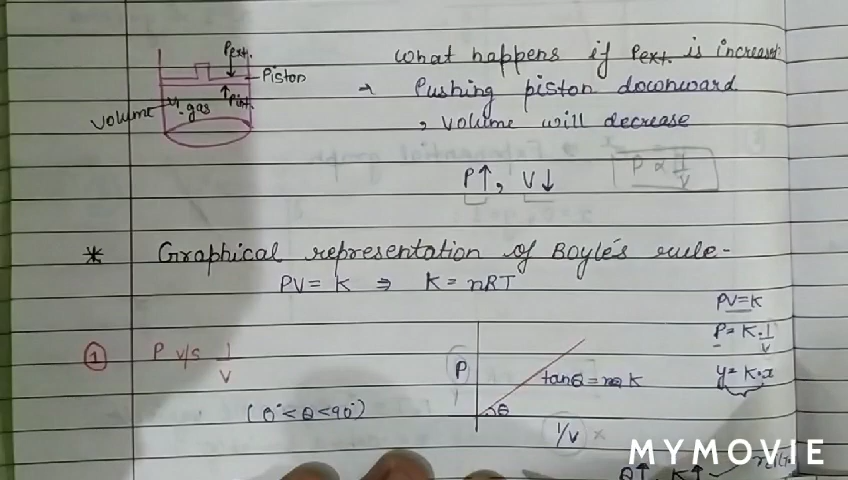 Pext.
Piston
↑Pint.
gas
Volume
What happens if Pext. is increases
→ Pushing piston downward
, volume will decrease
P↑, V↓
P ∝ 1/V
* Graphical representation of Boyle's rule-
PV = K ⇒ K = nRT
PV = K
P = K·1/V
y = K·x
① P v/s 1/V
(0°<θ<90°)
P
tanθ = K
θ
1/V
θ↑, K↑
MYMOVIE